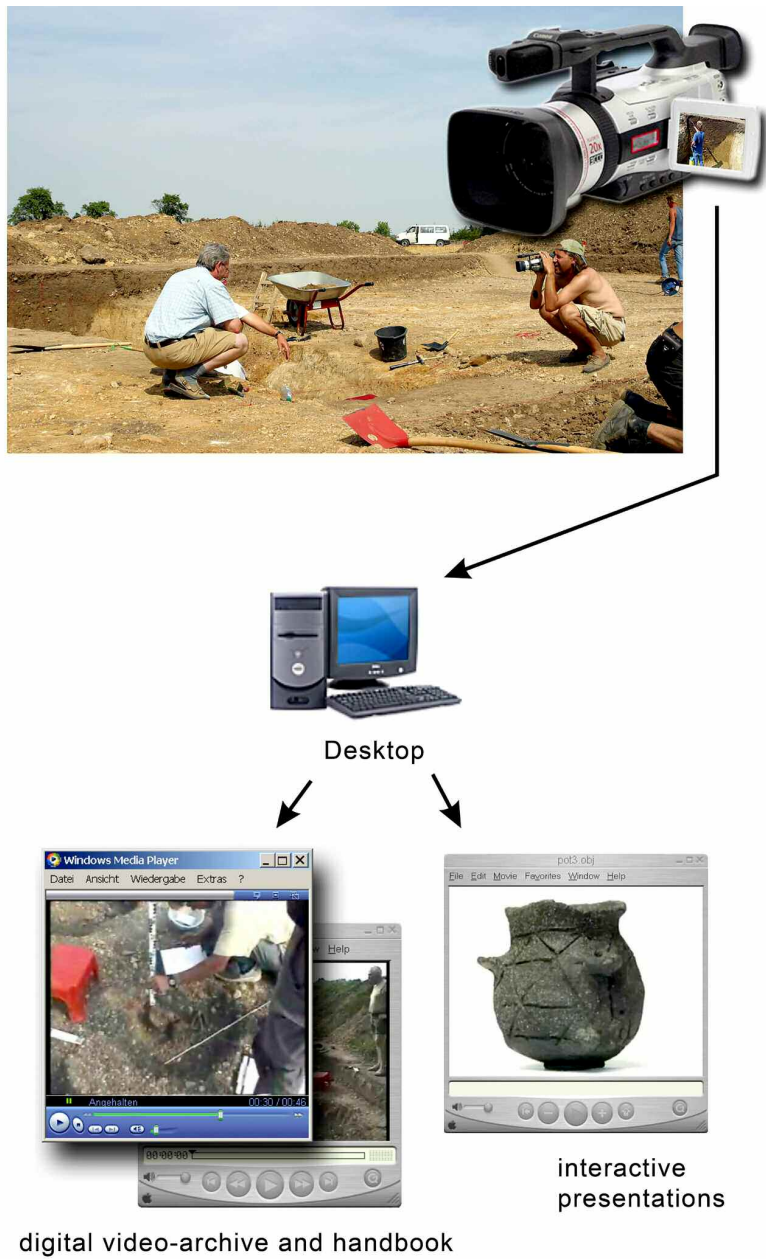 Canon
20x
3CCD
Desktop
Windows Media Player
Datei Ansicht Wiedergabe Extras ?
Angehalten 00:30 / 00:46
Help
00:00:00
pot3 obj
File Edit Movie Favorites Window Help
interactive
presentations
digital video-archive and handbook